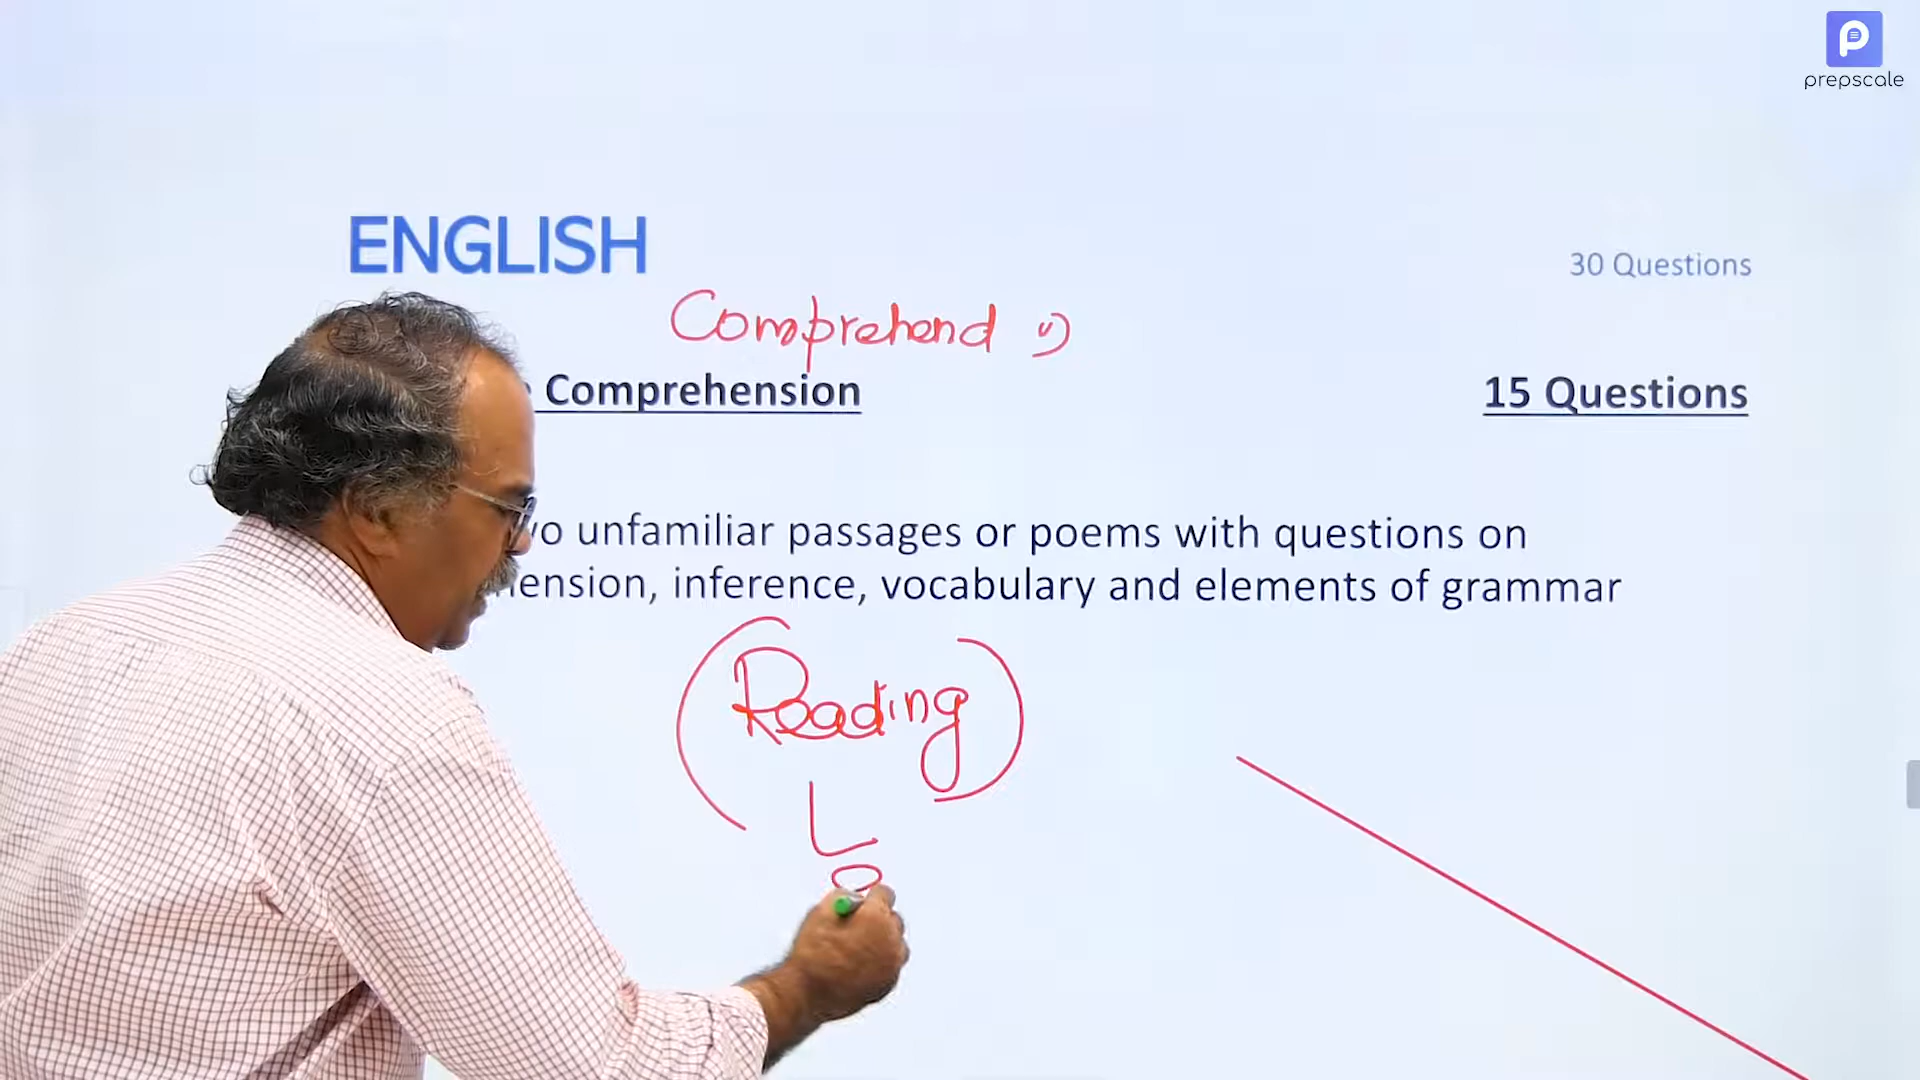 prepscale
ENGLISH
30 Questions
Comprehend
Comprehension
15 Questions
unfamiliar passages or poems with questions on
inference, vocabulary and elements of grammar
Reading